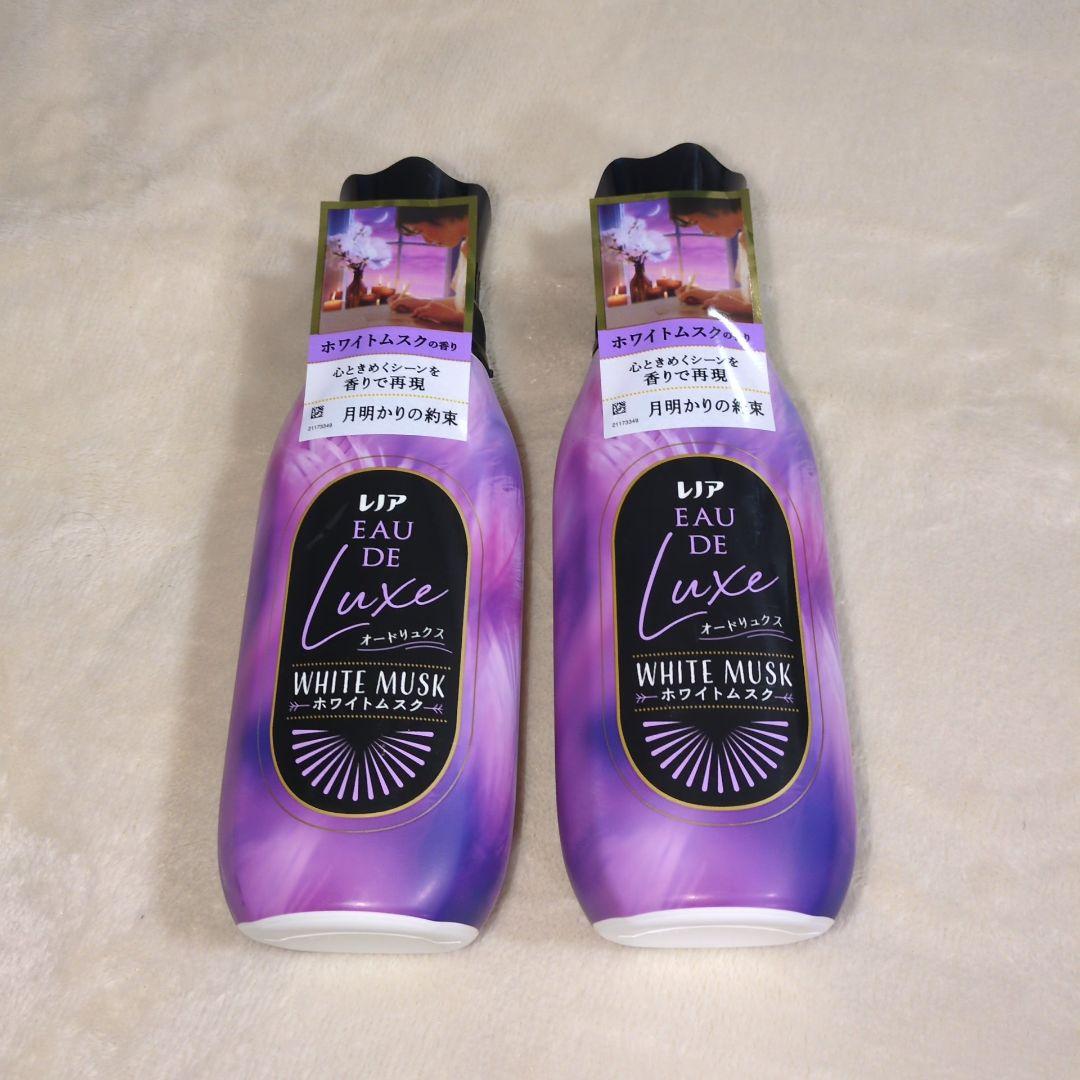 ホワイトムスクの香り
心ときめくシーンを
香りで再現
月明かりの約束
21173349
レノア
EAU
DE
Luxe
オードリュクス
WHITE MUSK
ホワイトムスク
ホワイトムスクの香り
心ときめくシーンを
香りで再現
月明かりの約束
21173349
レノア
EAU
DE
Luxe
オードリュクス
WHITE MUSK
ホワイトムスク